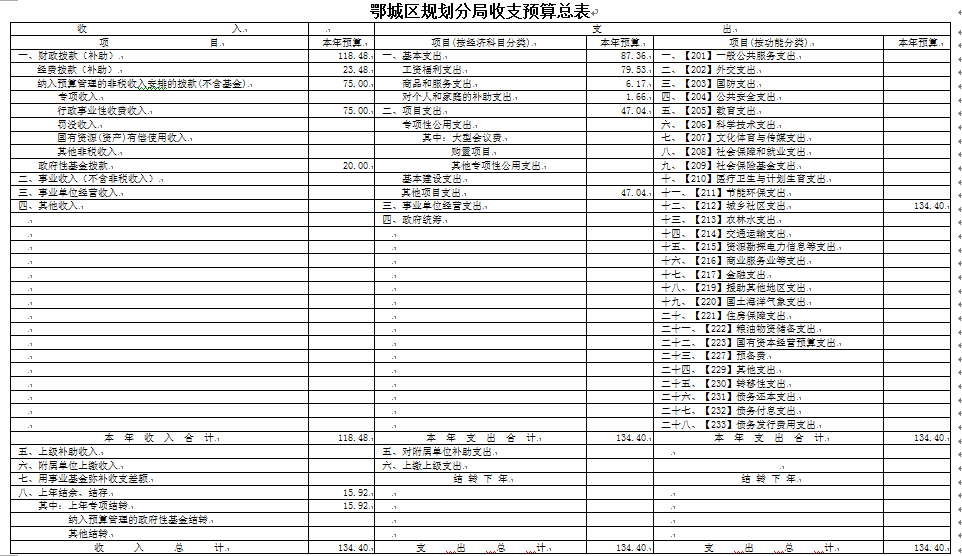 鄂城区规划分局收支预算总表
收 入 支 出
项 目 本年预算 项目(按经济科目分类) 本年预算 项目(按功能分类) 本年预算
一、财政拨款（补助） 118.48 一、基本支出 87.36 一、【201】一般公共服务支出
经费拨款（补助） 23.48 工资福利支出 79.53 二、【202】外交支出
纳入预算管理的非税收入安排的拨款(不含基金) 75.00 商品和服务支出 6.17 三、【203】国防支出
专项收入 对个人和家庭的补助支出 1.66 四、【204】公共安全支出
行政事业性收费收入 75.00 二、项目支出 47.04 五、【205】教育支出
罚没收入 专项性公用支出 六、【206】科学技术支出
国有资源(资产)有偿使用收入 其中：大型会议费 七、【207】文化体育与传媒支出
其他非税收入 购置项目 八、【208】社会保障和就业支出
政府性基金拨款 20.00 其他专项性公用支出 九、【209】社会保险基金支出
二、事业收入（不含非税收入） 基本建设支出 十、【210】医疗卫生与计划生育支出
三、事业单位经营收入 其他项目支出 47.04 十一、【211】节能环保支出
四、其他收入 三、事业单位经营支出 十二、【212】城乡社区支出 134.40
四、政府统筹 十三、【213】农林水支出
十四、【214】交通运输支出
十五、【215】资源勘探电力信息等支出
十六、【216】商业服务业等支出
十七、【217】金融支出
十八、【219】援助其他地区支出
十九、【220】国土海洋气象支出
二十、【221】住房保障支出
二十一、【222】粮油物资储备支出
二十二、【223】国有资本经营预算支出
二十三、【227】预备费
二十四、【229】其他支出
二十五、【230】转移性支出
二十六、【231】债务还本支出
二十七、【232】债务付息支出
二十八、【233】债务发行费用支出
本 年 收 入 合 计 118.48 本 年 支 出 合 计 134.40 本 年 支 出 合 计 134.40
五、上级补助收入 五、对附属单位补助支出
六、附属单位上缴收入 六、上缴上级支出
七、用事业基金弥补收支差额 结 转 下 年 结 转 下 年
八、上年结余、结存 15.92
其中：上年专项结转 15.92
纳入预算管理的政府性基金结转
其他结转
收 入 总 计 134.40 支 出 总 计 134.40 支 出 总 计 134.40